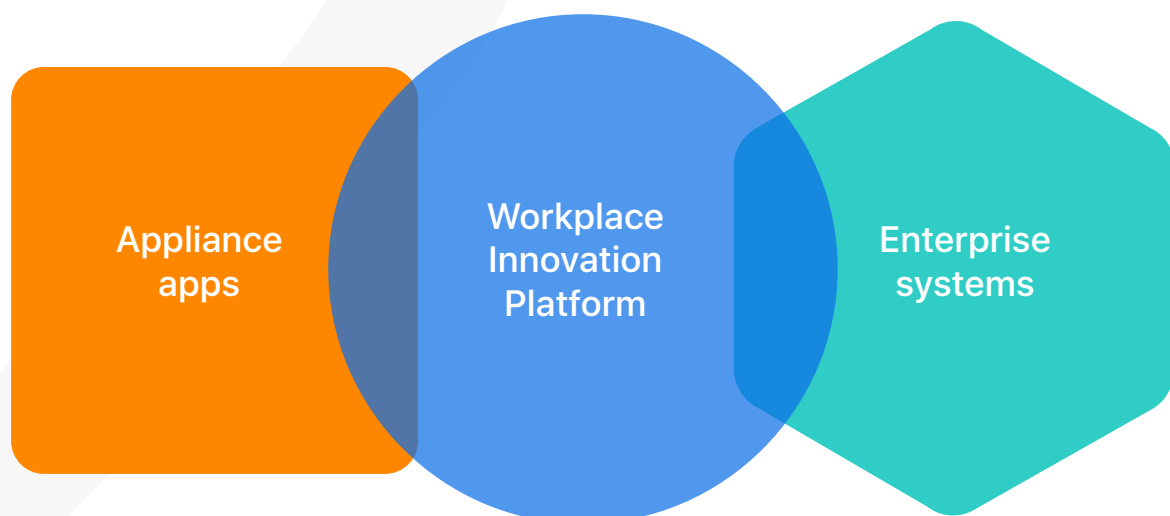 Appliance
apps
Workplace
Innovation
Platform
Enterprise
systems